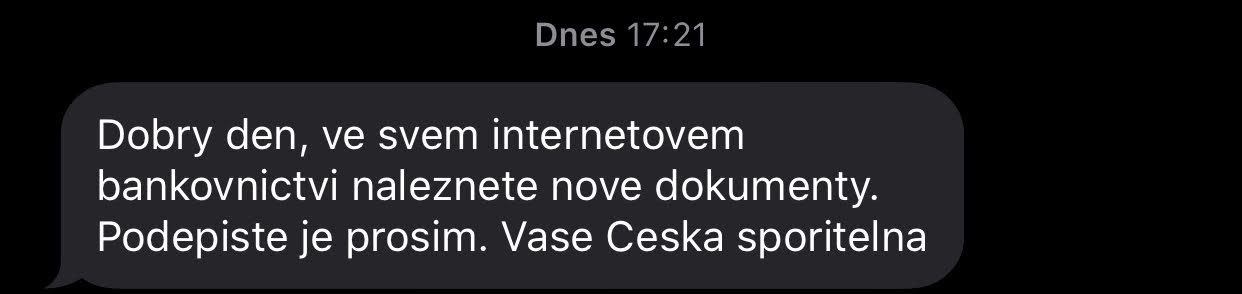 Dnes 17:21
Dobry den, ve svem internetovem
bankovnictvi naleznete nove dokumenty.
Podepiste je prosim. Vase Ceska sporitelna